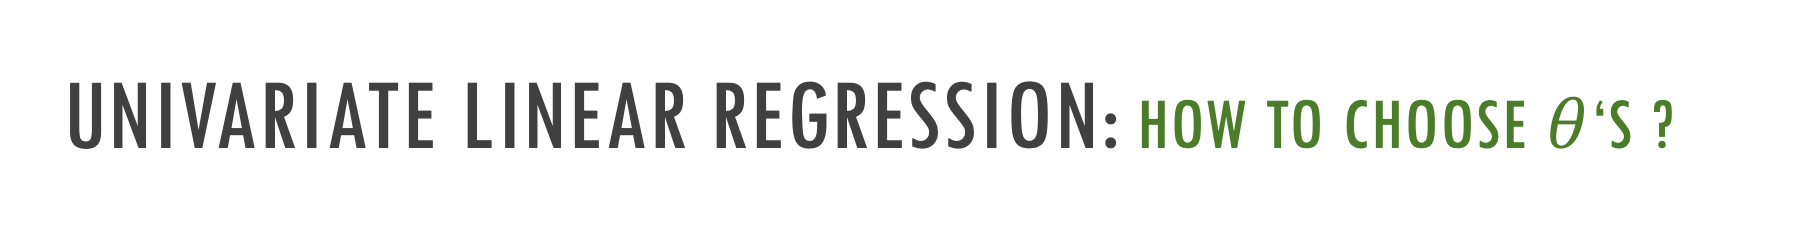 UNIVARIATE LINEAR REGRESSION: HOW TO CHOOSE 𝜃‘S ?